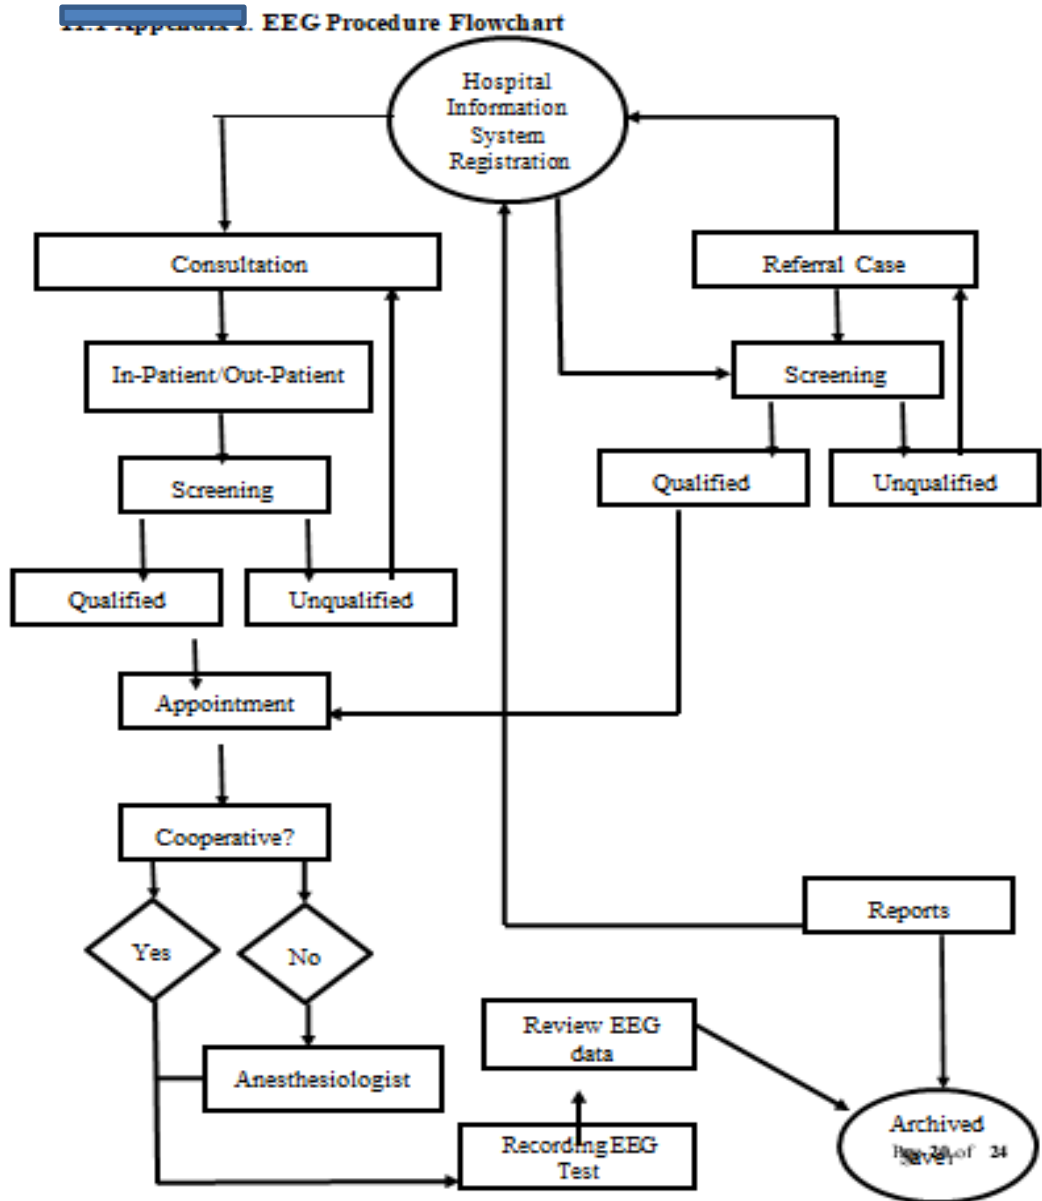 EEG Procedure Flowchart
Hospital
Information
System
Registration
Consultation
Referral Case
In-Patient/Out-Patient
Screening
Screening
Qualified
Unqualified
Qualified
Unqualified
Appointment
Cooperative?
Reports
Yes
No
Review EEG
data
Anesthesiologist
Archived
of 24
Recording EEG
Test